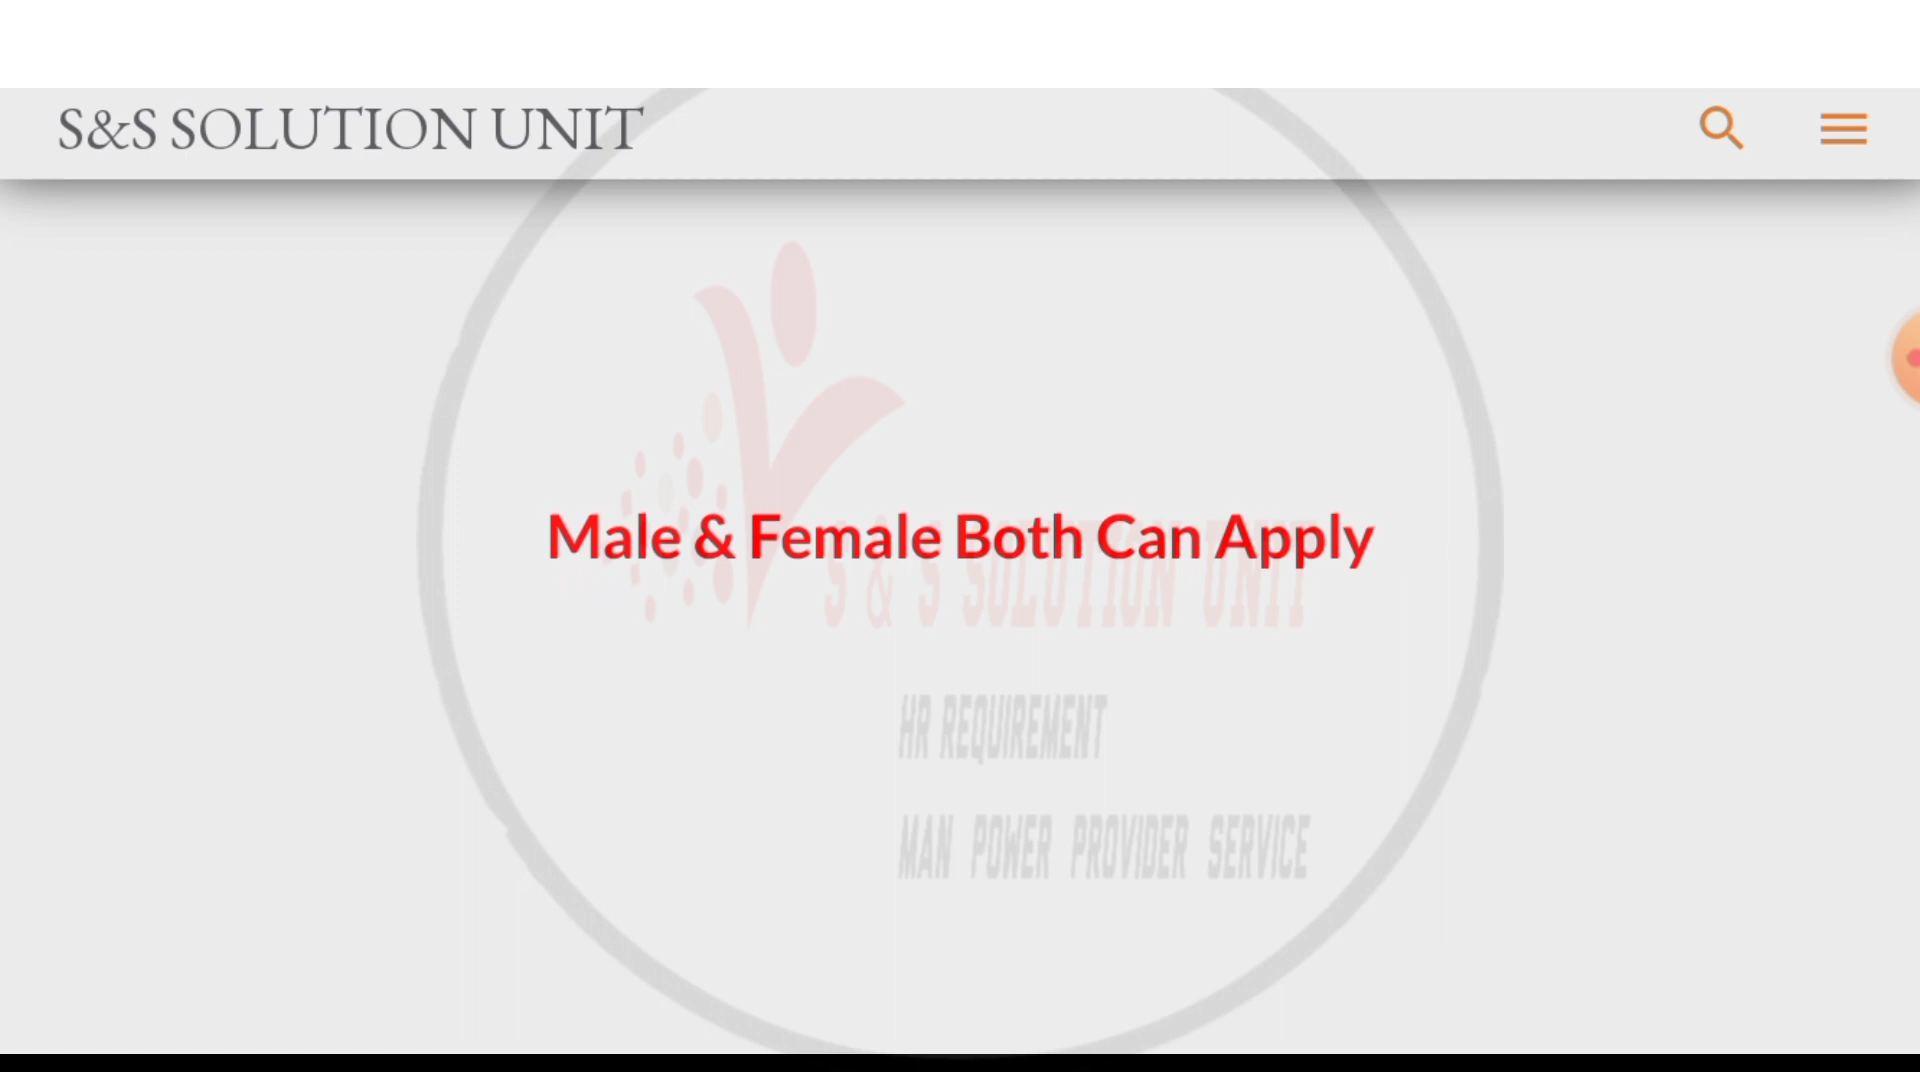 S&S SOLUTION UNIT
Male & Female Both Can Apply
S & S SOLUTION UNIT
HR REQUIREMENT
MAN POWER PROVIDER SERVICE